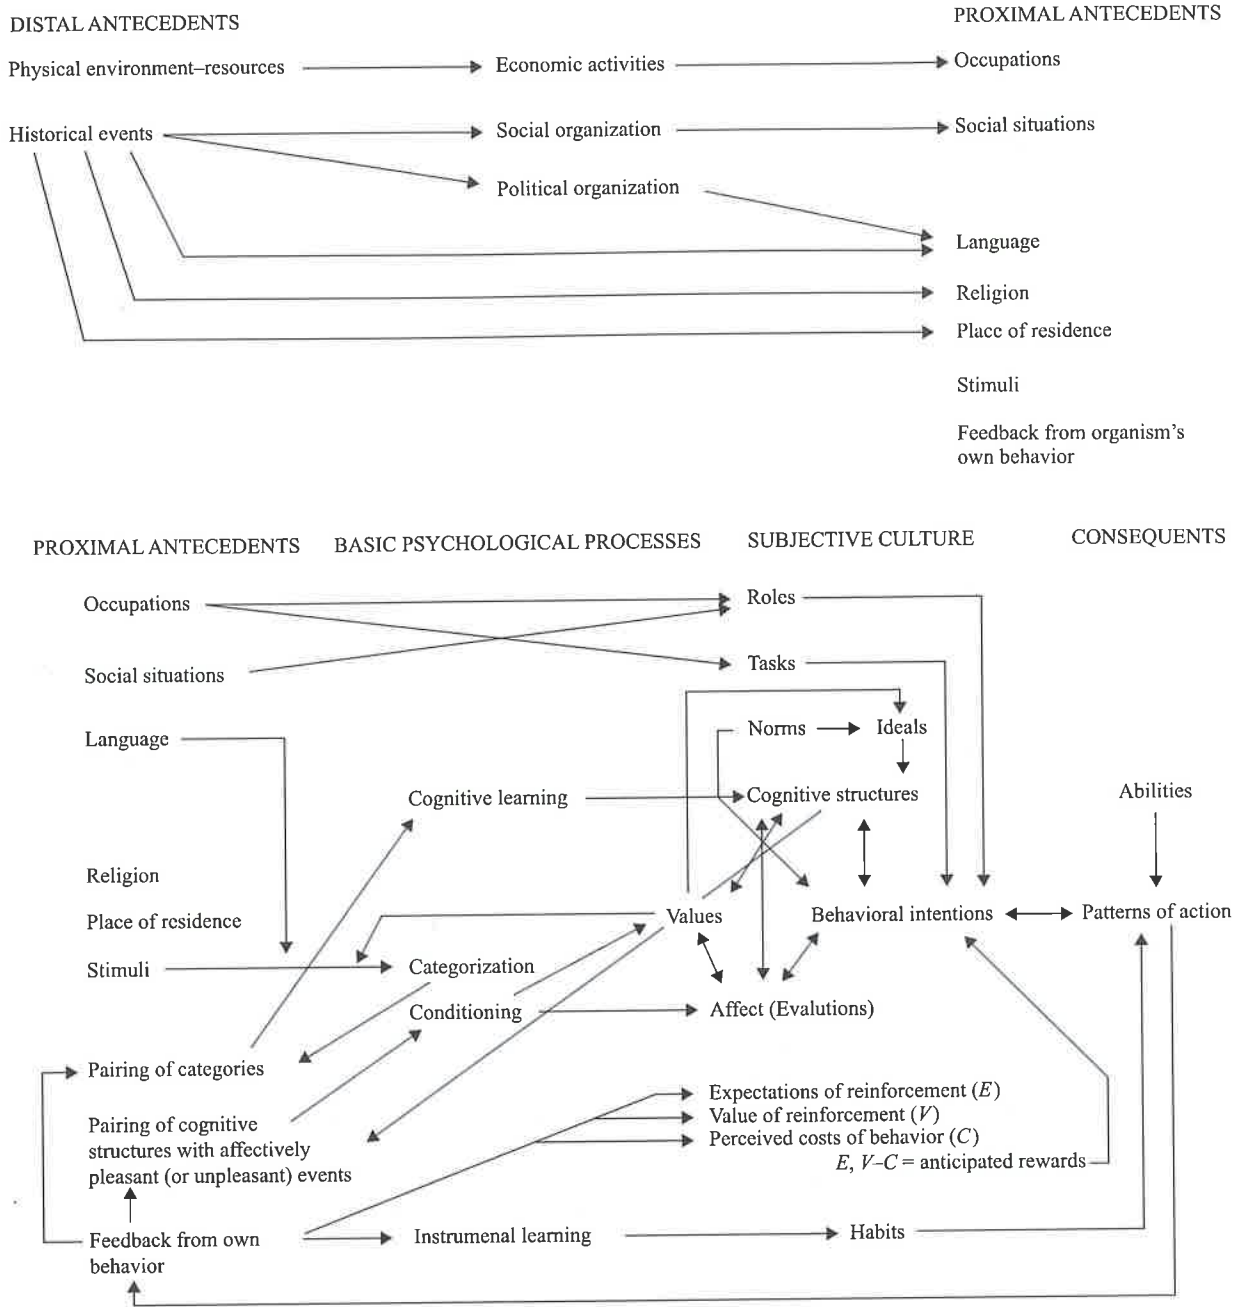 DISTAL ANTECEDENTS
PROXIMAL ANTECEDENTS
Physical environment–resources
Economic activities
Occupations
Historical events
Social organization
Social situations
Political organization
Language
Religion
Place of residence
Stimuli
Feedback from organism's
own behavior
PROXIMAL ANTECEDENTS
BASIC PSYCHOLOGICAL PROCESSES
SUBJECTIVE CULTURE
CONSEQUENTS
Occupations
Roles
Social situations
Tasks
Language
Norms
Ideals
Cognitive learning
Cognitive structures
Abilities
Religion
Place of residence
Values
Behavioral intentions
Patterns of action
Stimuli
Categorization
Conditioning
Affect (Evalutions)
Pairing of categories
Expectations of reinforcement (E)
Value of reinforcement (V)
Perceived costs of behavior (C)
E, V–C = anticipated rewards
Pairing of cognitive
structures with affectively
pleasant (or unpleasant) events
Feedback from own
behavior
Instrumenal learning
Habits